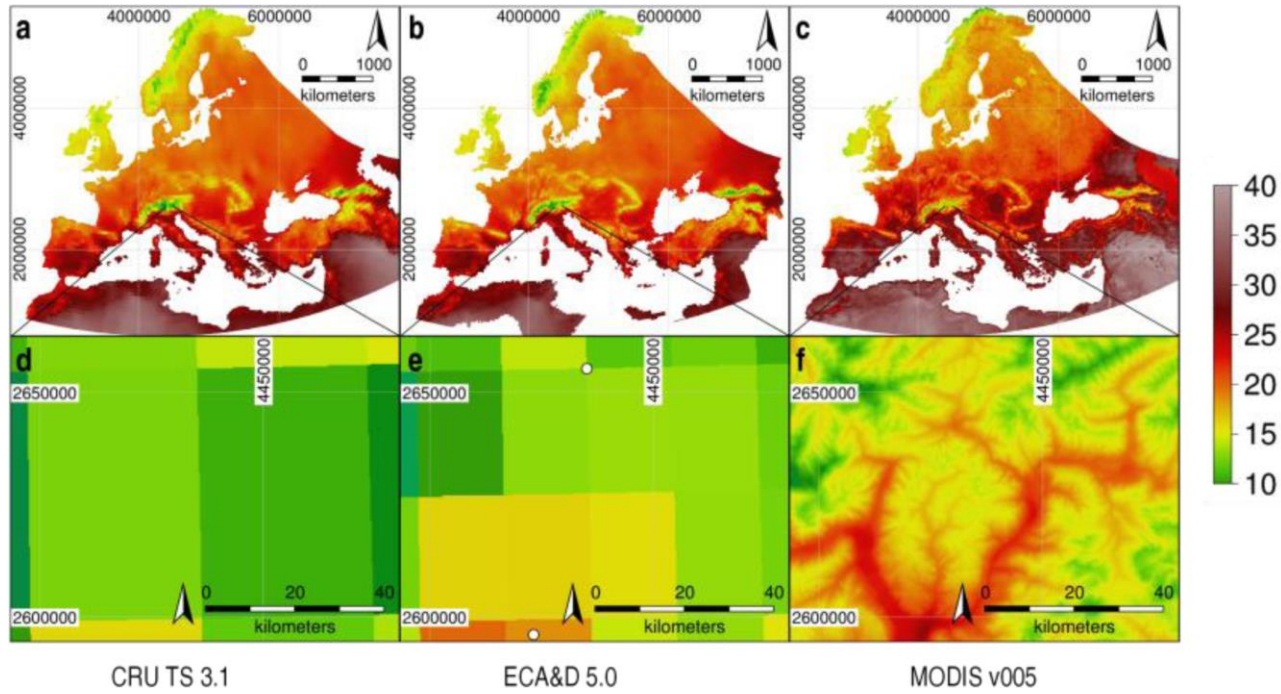 a
4000000 6000000
0 1000
kilometers
4000000
2000000
b
4000000 6000000
0 1000
kilometers
4000000
2000000
c
4000000 6000000
0 1000
kilometers
4000000
2000000
40
35
30
25
20
15
10
d
2650000
4450000
2600000
0 20 40
kilometers
e
2650000
4450000
2600000
0 20 40
kilometers
f
2650000
4450000
2600000
0 20 40
kilometers
CRU TS 3.1
ECA&D 5.0
MODIS v005